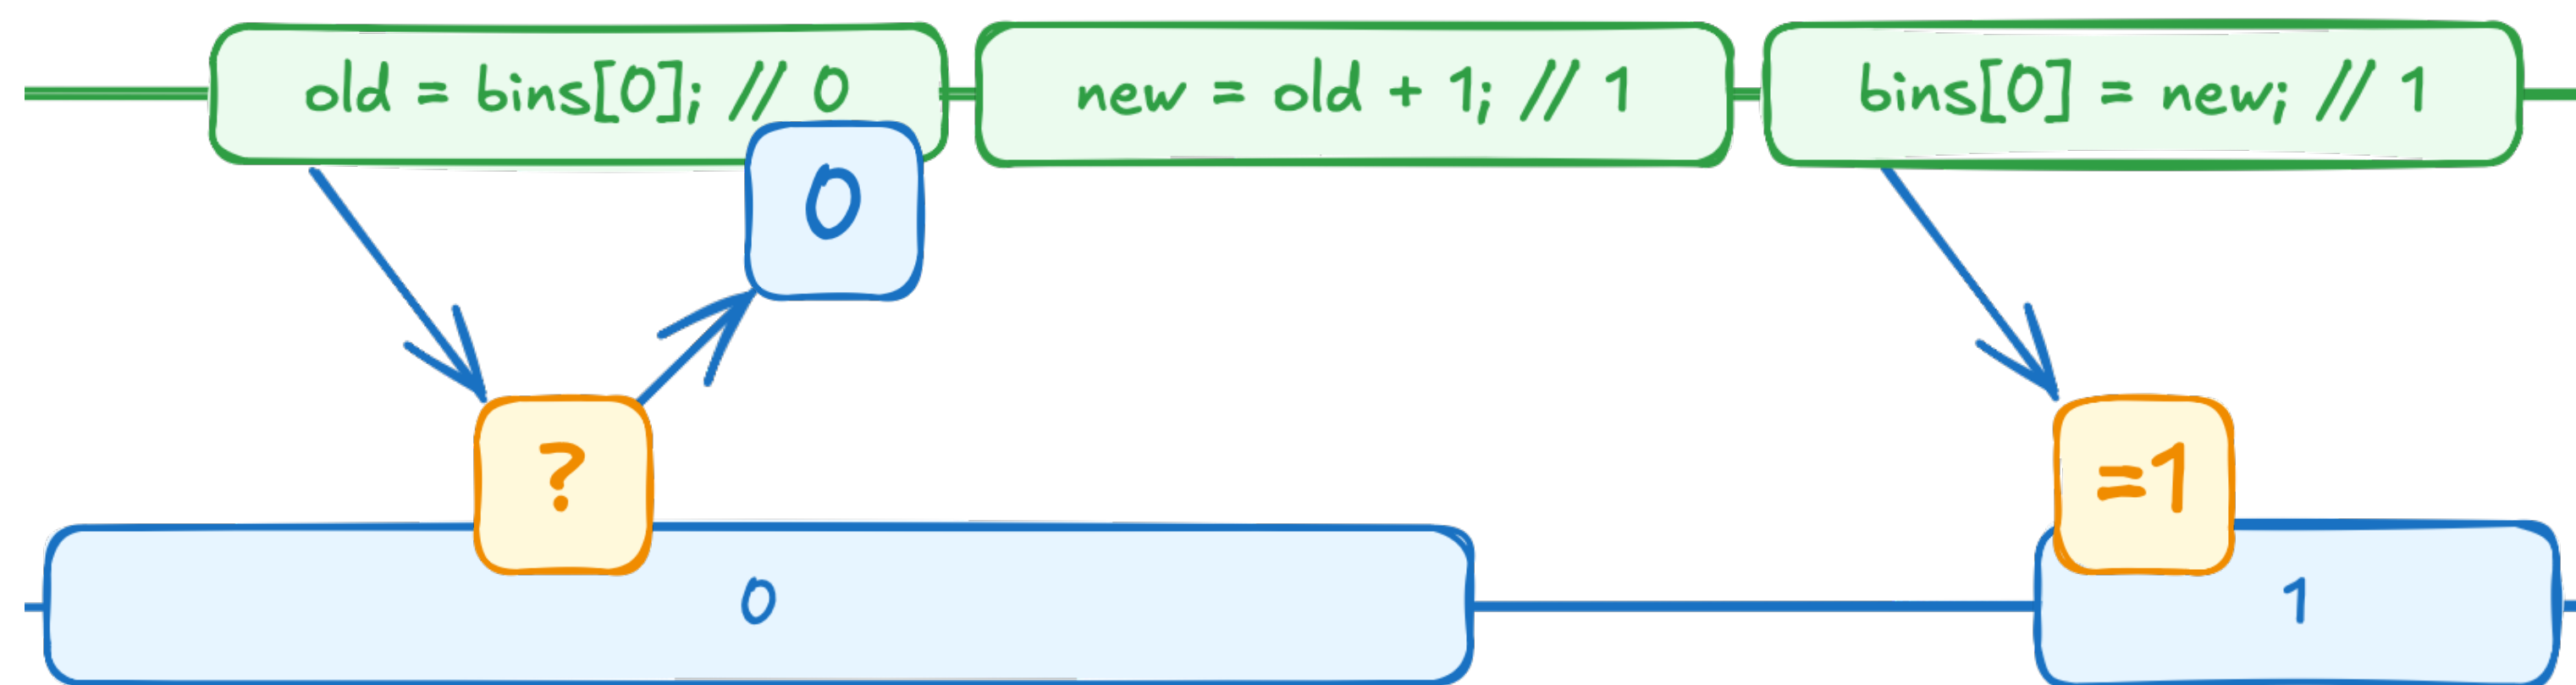 old = bins[0]; // 0
new = old + 1; // 1
bins[0] = new; // 1
0
?
=1
0
1